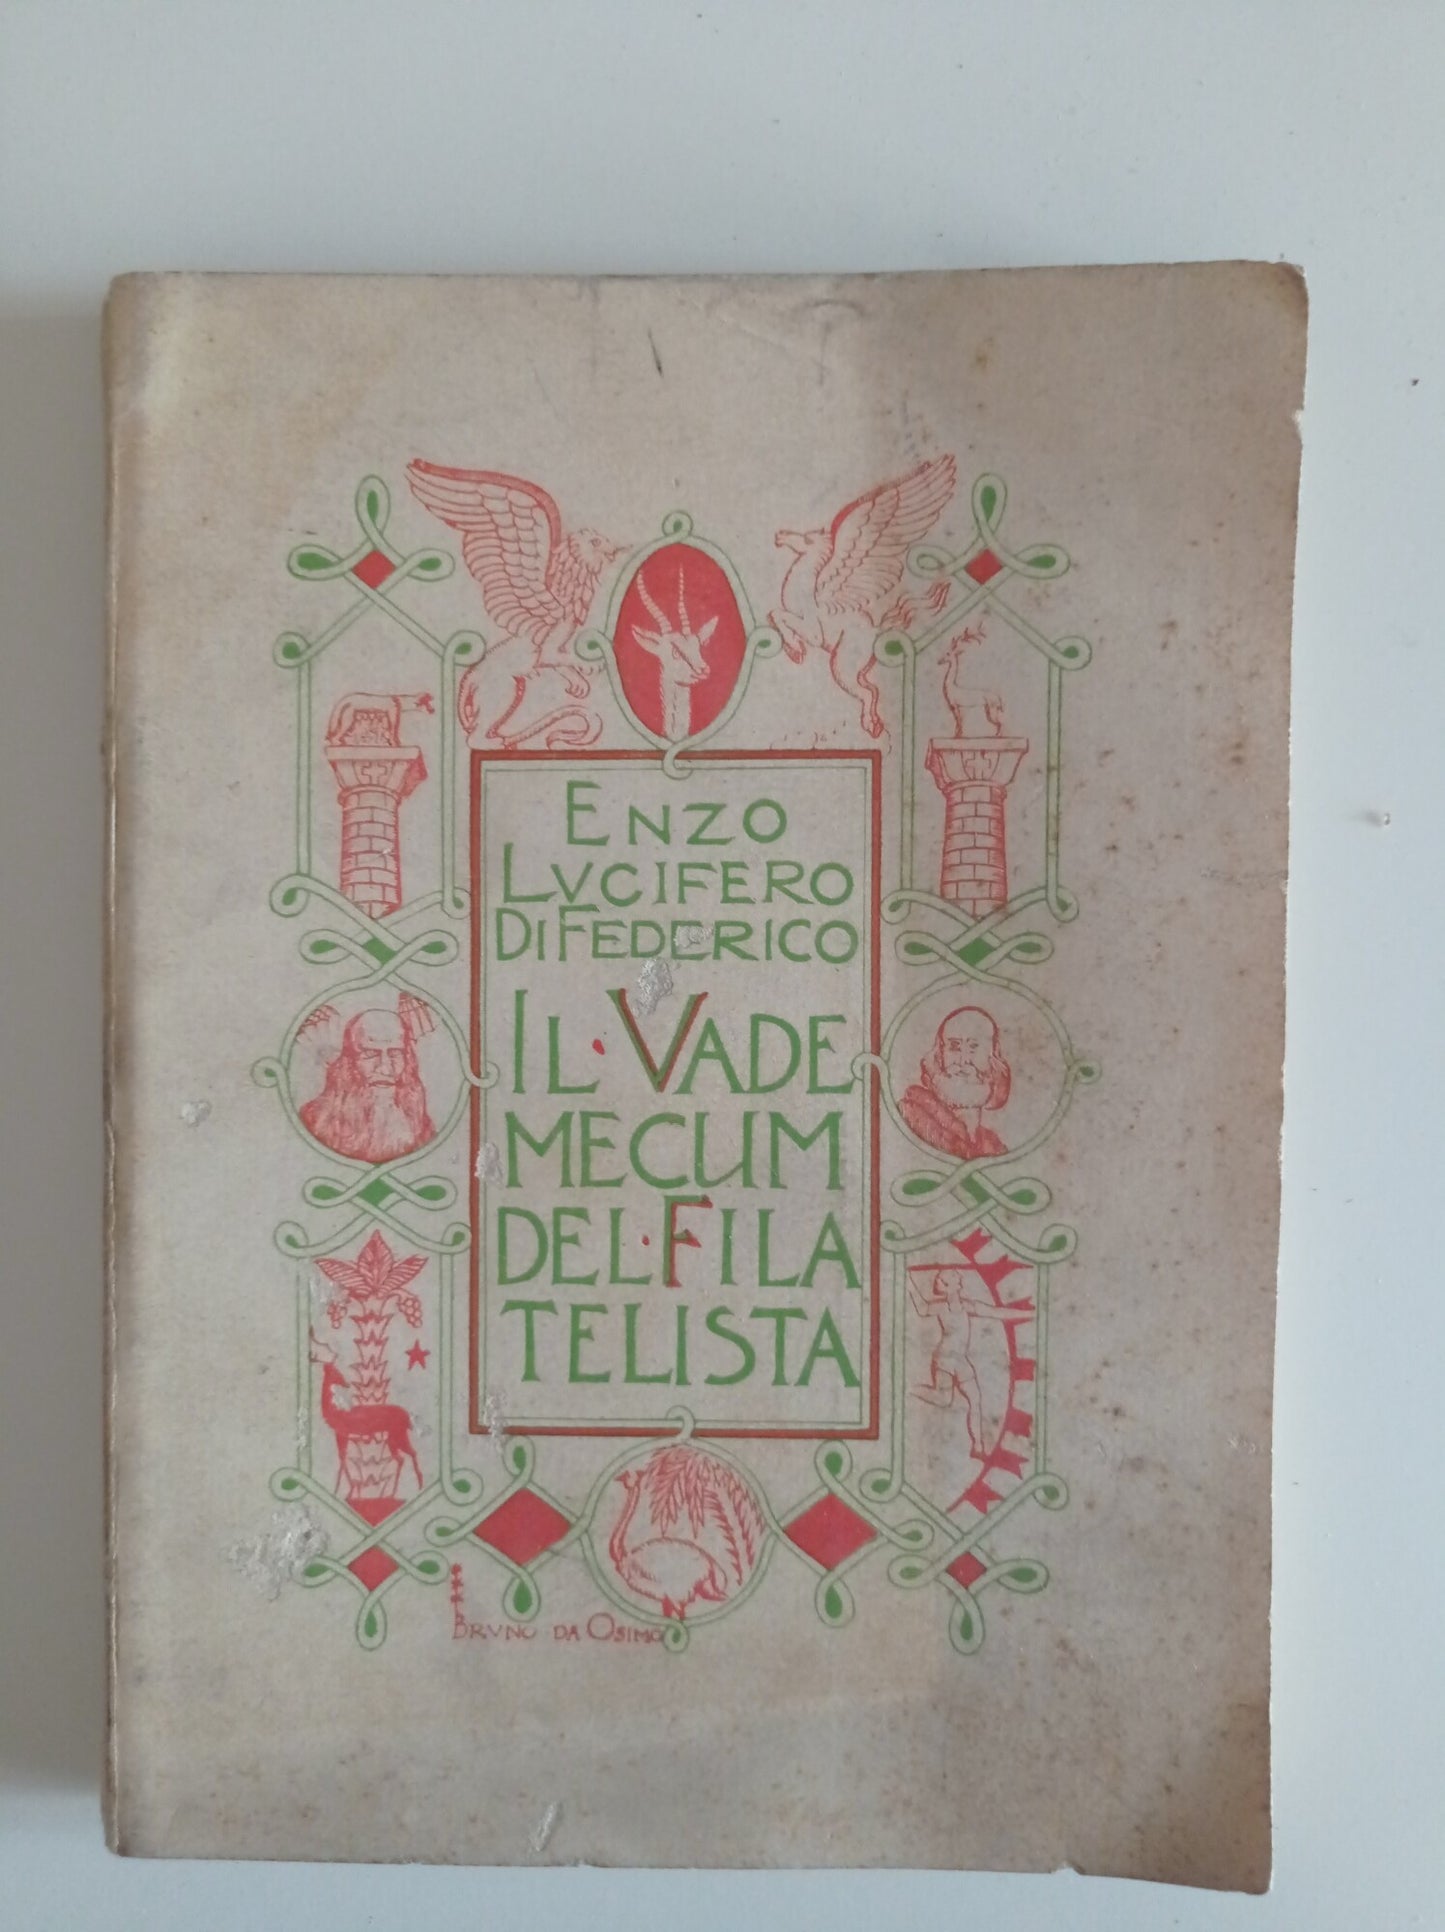 ENZO
LVCIFERO
DI FEDERICO
IL · VADE
MECUM
DEL · FILA
TELISTA
BRVNO DA OSIMO